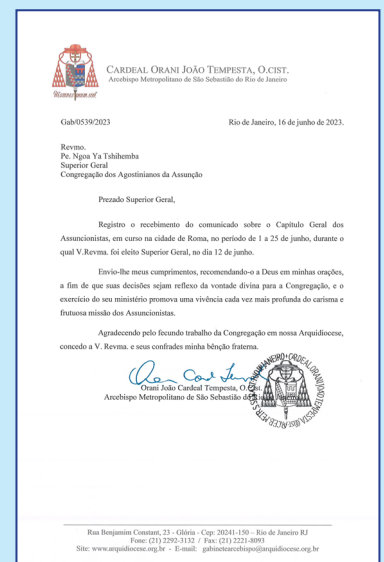 CARDEAL ORANI JOÃO TEMPESTA, O.CIST.
Arcebispo Metropolitano de São Sebastião do Rio de Janeiro
Gab/0539/2023 Rio de Janeiro, 16 de junho de 2023.
Revmo.
Pe. Ngoa Ya Tshihemba
Superior Geral
Congregação dos Agostinianos da Assunção
Prezado Superior Geral,
Registro o recebimento do comunicado sobre o Capítulo Geral dos
Assuncionistas, em curso na cidade de Roma, no período de 1 a 25 de junho, durante o
qual V.Revma. foi eleito Superior Geral, no dia 12 de junho.
Envio-lhe meus cumprimentos, recomendando-o a Deus em minhas orações,
a fim de que suas decisões sejam reflexo da vontade divina para a Congregação, e o
exercício do seu ministério promova uma vivência cada vez mais profunda do carisma e
frutuosa missão dos Assuncionistas.
Agradecendo pelo fecundo trabalho da Congregação em nossa Arquidiocese,
concedo a V. Revma. e seus confrades minha bênção fraterna.
Orani João Cardeal Tempesta, O.Cist.
Arcebispo Metropolitano de São Sebastião do Rio de Janeiro
Rua Benjamim Constant, 23 - Glória - Cep: 20241-150 – Rio de Janeiro RJ
Fone: (21) 2292-3132 / Fax: (21) 2221-8093
Site: www.arquidiocese.org.br - E-mail: gabinetearcebispo@arquidiocese.org.br